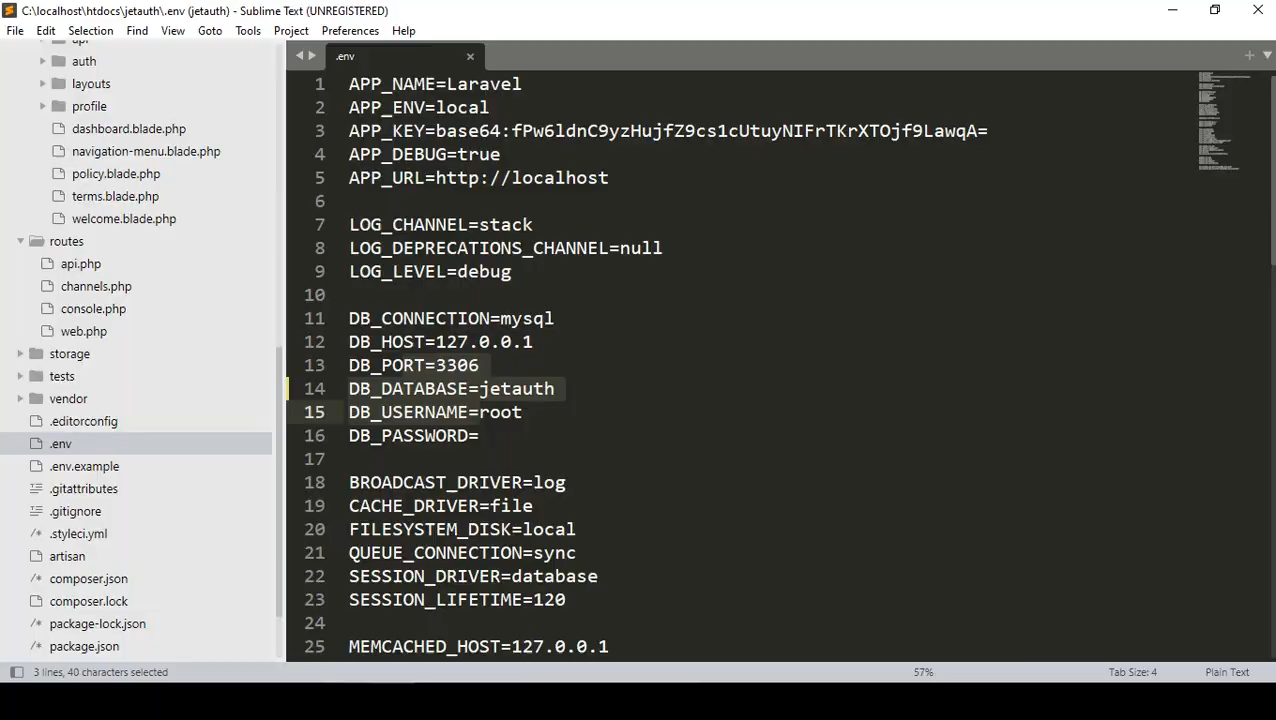 C:\localhost\htdocs\jetauth\.env (jetauth) - Sublime Text (UNREGISTERED)
File Edit Selection Find View Goto Tools Project Preferences Help
auth
layouts
profile
dashboard.blade.php
navigation-menu.blade.php
policy.blade.php
terms.blade.php
welcome.blade.php
routes
api.php
channels.php
console.php
web.php
storage
tests
vendor
.editorconfig
.env
.env.example
.gitattributes
.gitignore
.styleci.yml
artisan
composer.json
composer.lock
package-lock.json
package.json
.env
1 APP_NAME=Laravel
2 APP_ENV=local
3 APP_KEY=base64:fPw6ldnC9yzHujfZ9cs1cUtuyNIFrTKrXTOjf9LawqA=
4 APP_DEBUG=true
5 APP_URL=http://localhost
6
7 LOG_CHANNEL=stack
8 LOG_DEPRECATIONS_CHANNEL=null
9 LOG_LEVEL=debug
10
11 DB_CONNECTION=mysql
12 DB_HOST=127.0.0.1
13 DB_PORT=3306
14 DB_DATABASE=jetauth
15 DB_USERNAME=root
16 DB_PASSWORD=
17
18 BROADCAST_DRIVER=log
19 CACHE_DRIVER=file
20 FILESYSTEM_DISK=local
21 QUEUE_CONNECTION=sync
22 SESSION_DRIVER=database
23 SESSION_LIFETIME=120
24
25 MEMCACHED_HOST=127.0.0.1
3 lines, 40 characters selected 57% Tab Size: 4 Plain Text